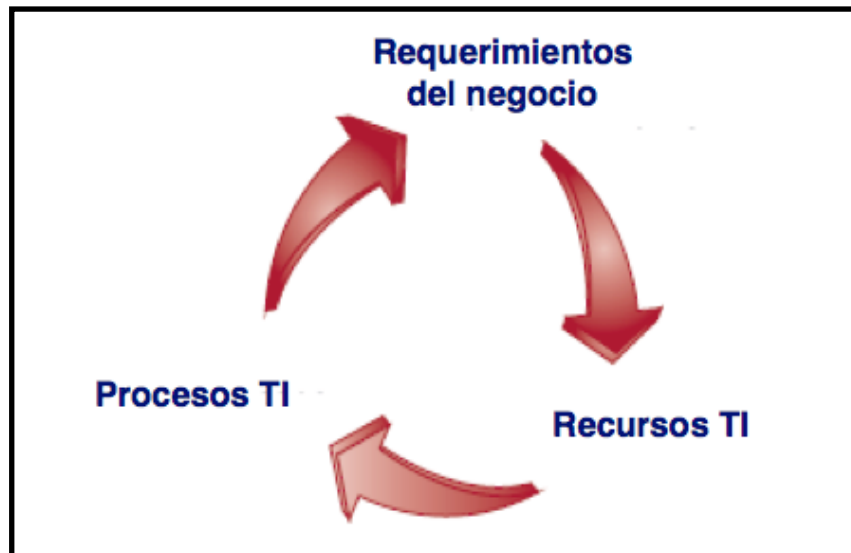 Requerimientos
del negocio
Procesos TI
Recursos TI